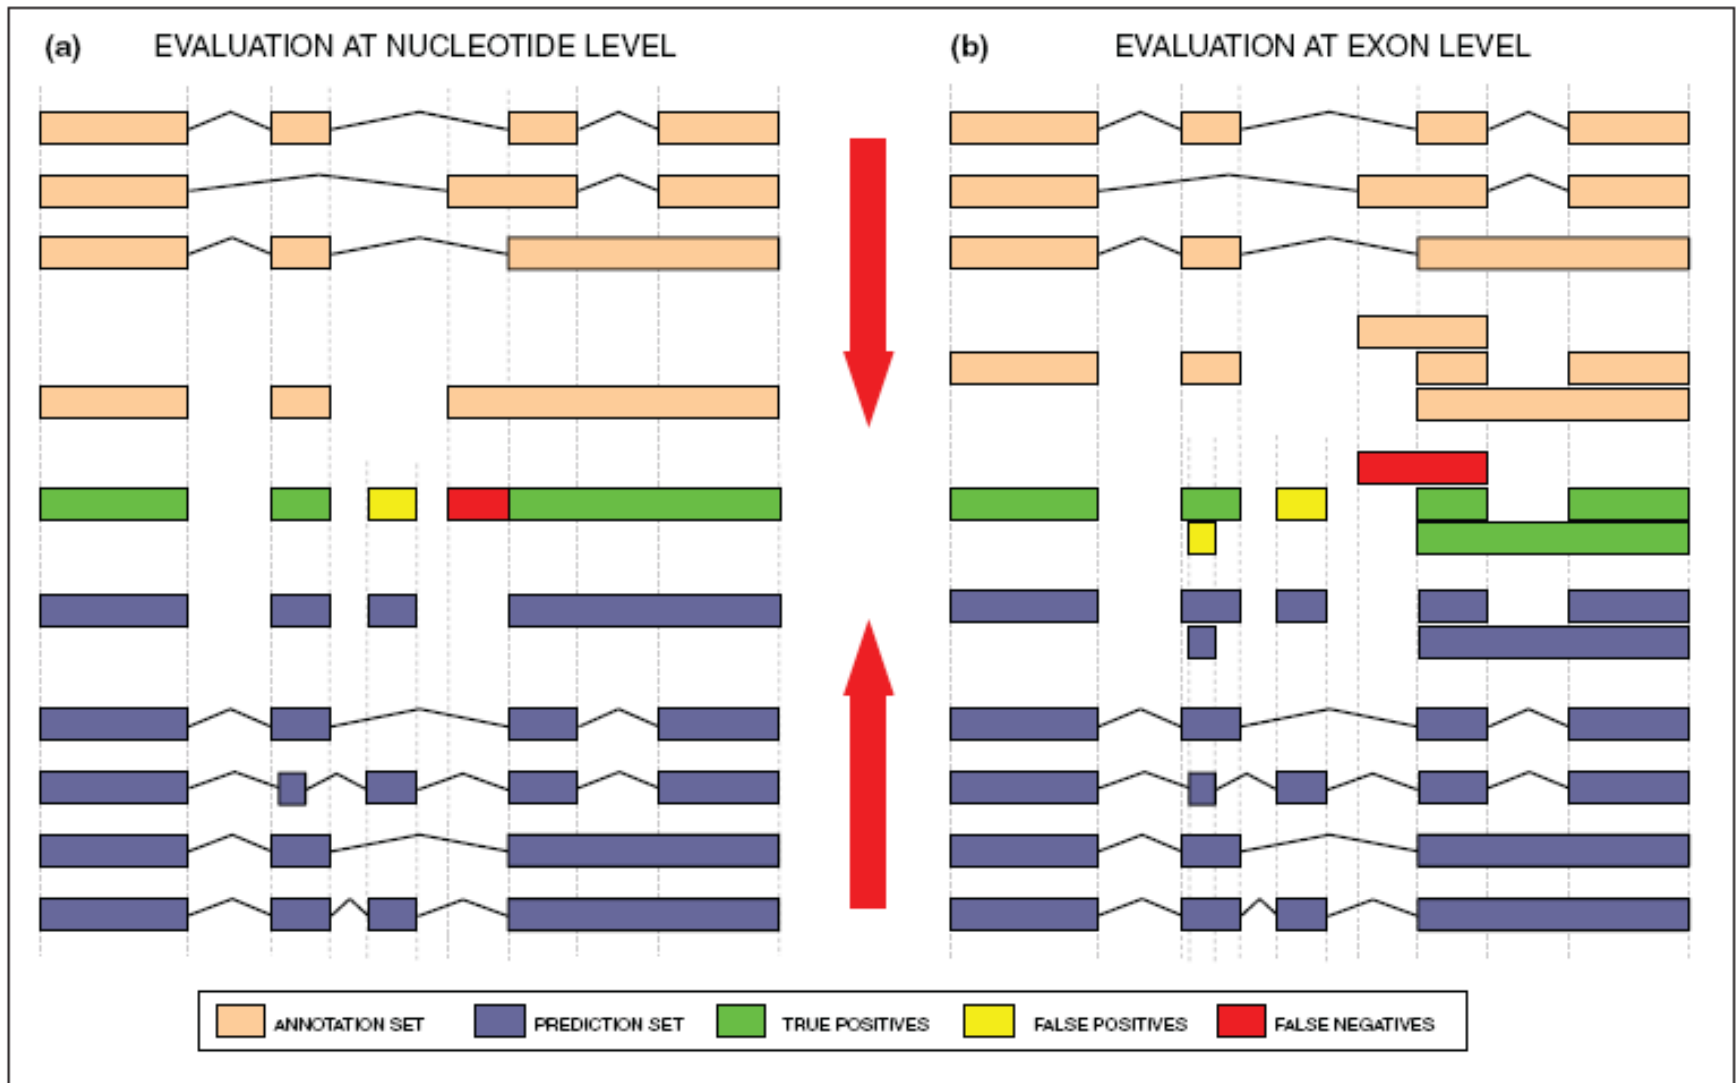 (a) EVALUATION AT NUCLEOTIDE LEVEL
(b) EVALUATION AT EXON LEVEL
ANNOTATION SET
PREDICTION SET
TRUE POSITIVES
FALSE POSITIVES
FALSE NEGATIVES